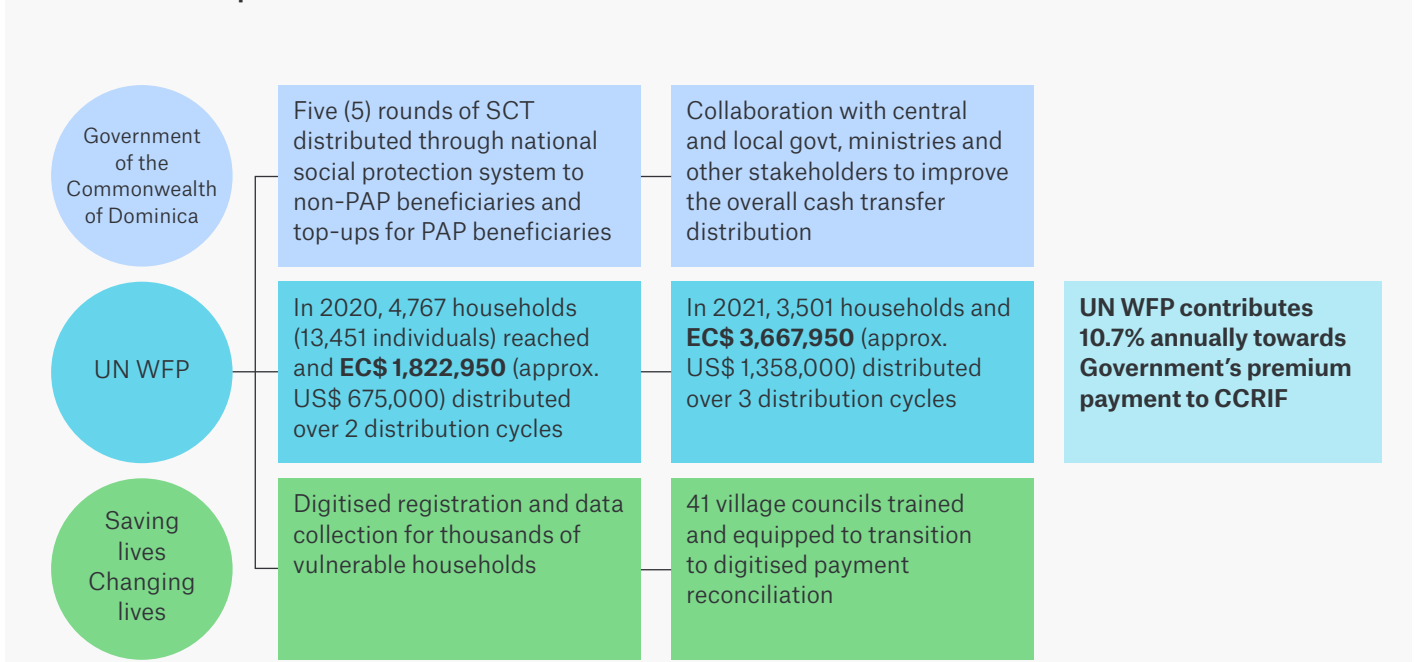 Government
of the
Commonwealth
of Dominica
Five (5) rounds of SCT
distributed through national
social protection system to
non-PAP beneficiaries and
top-ups for PAP beneficiaries
Collaboration with central
and local govt, ministries and
other stakeholders to improve
the overall cash transfer
distribution
UN WFP
In 2020, 4,767 households
(13,451 individuals) reached
and EC$ 1,822,950 (approx.
US$ 675,000) distributed
over 2 distribution cycles
In 2021, 3,501 households and
EC$ 3,667,950 (approx.
US$ 1,358,000) distributed
over 3 distribution cycles
UN WFP contributes
10.7% annually towards
Government’s premium
payment to CCRIF
Saving
lives
Changing
lives
Digitised registration and data
collection for thousands of
vulnerable households
41 village councils trained
and equipped to transition
to digitised payment
reconciliation